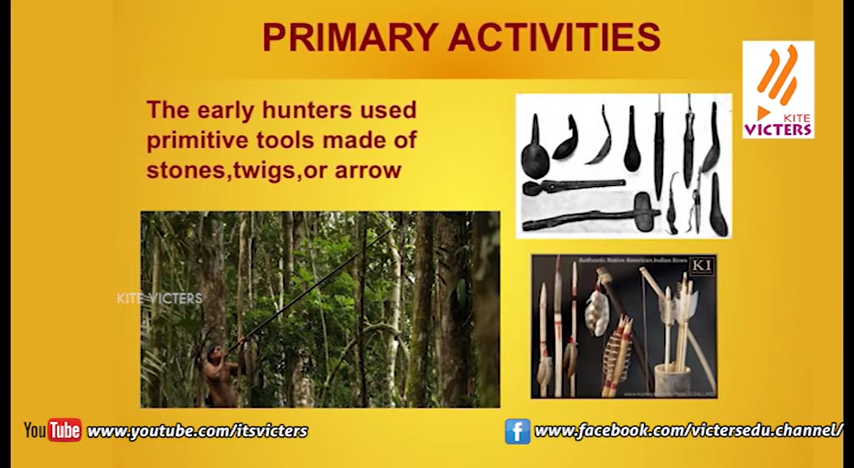 PRIMARY ACTIVITIES
The early hunters used
primitive tools made of
stones,twigs,or arrow
KITE
VICTERS
Authentic Native American Indian Bows
K1
KITE VICTERS
YouTube www.youtube.com/itsvicters
f www.facebook.com/victersedu.channel/